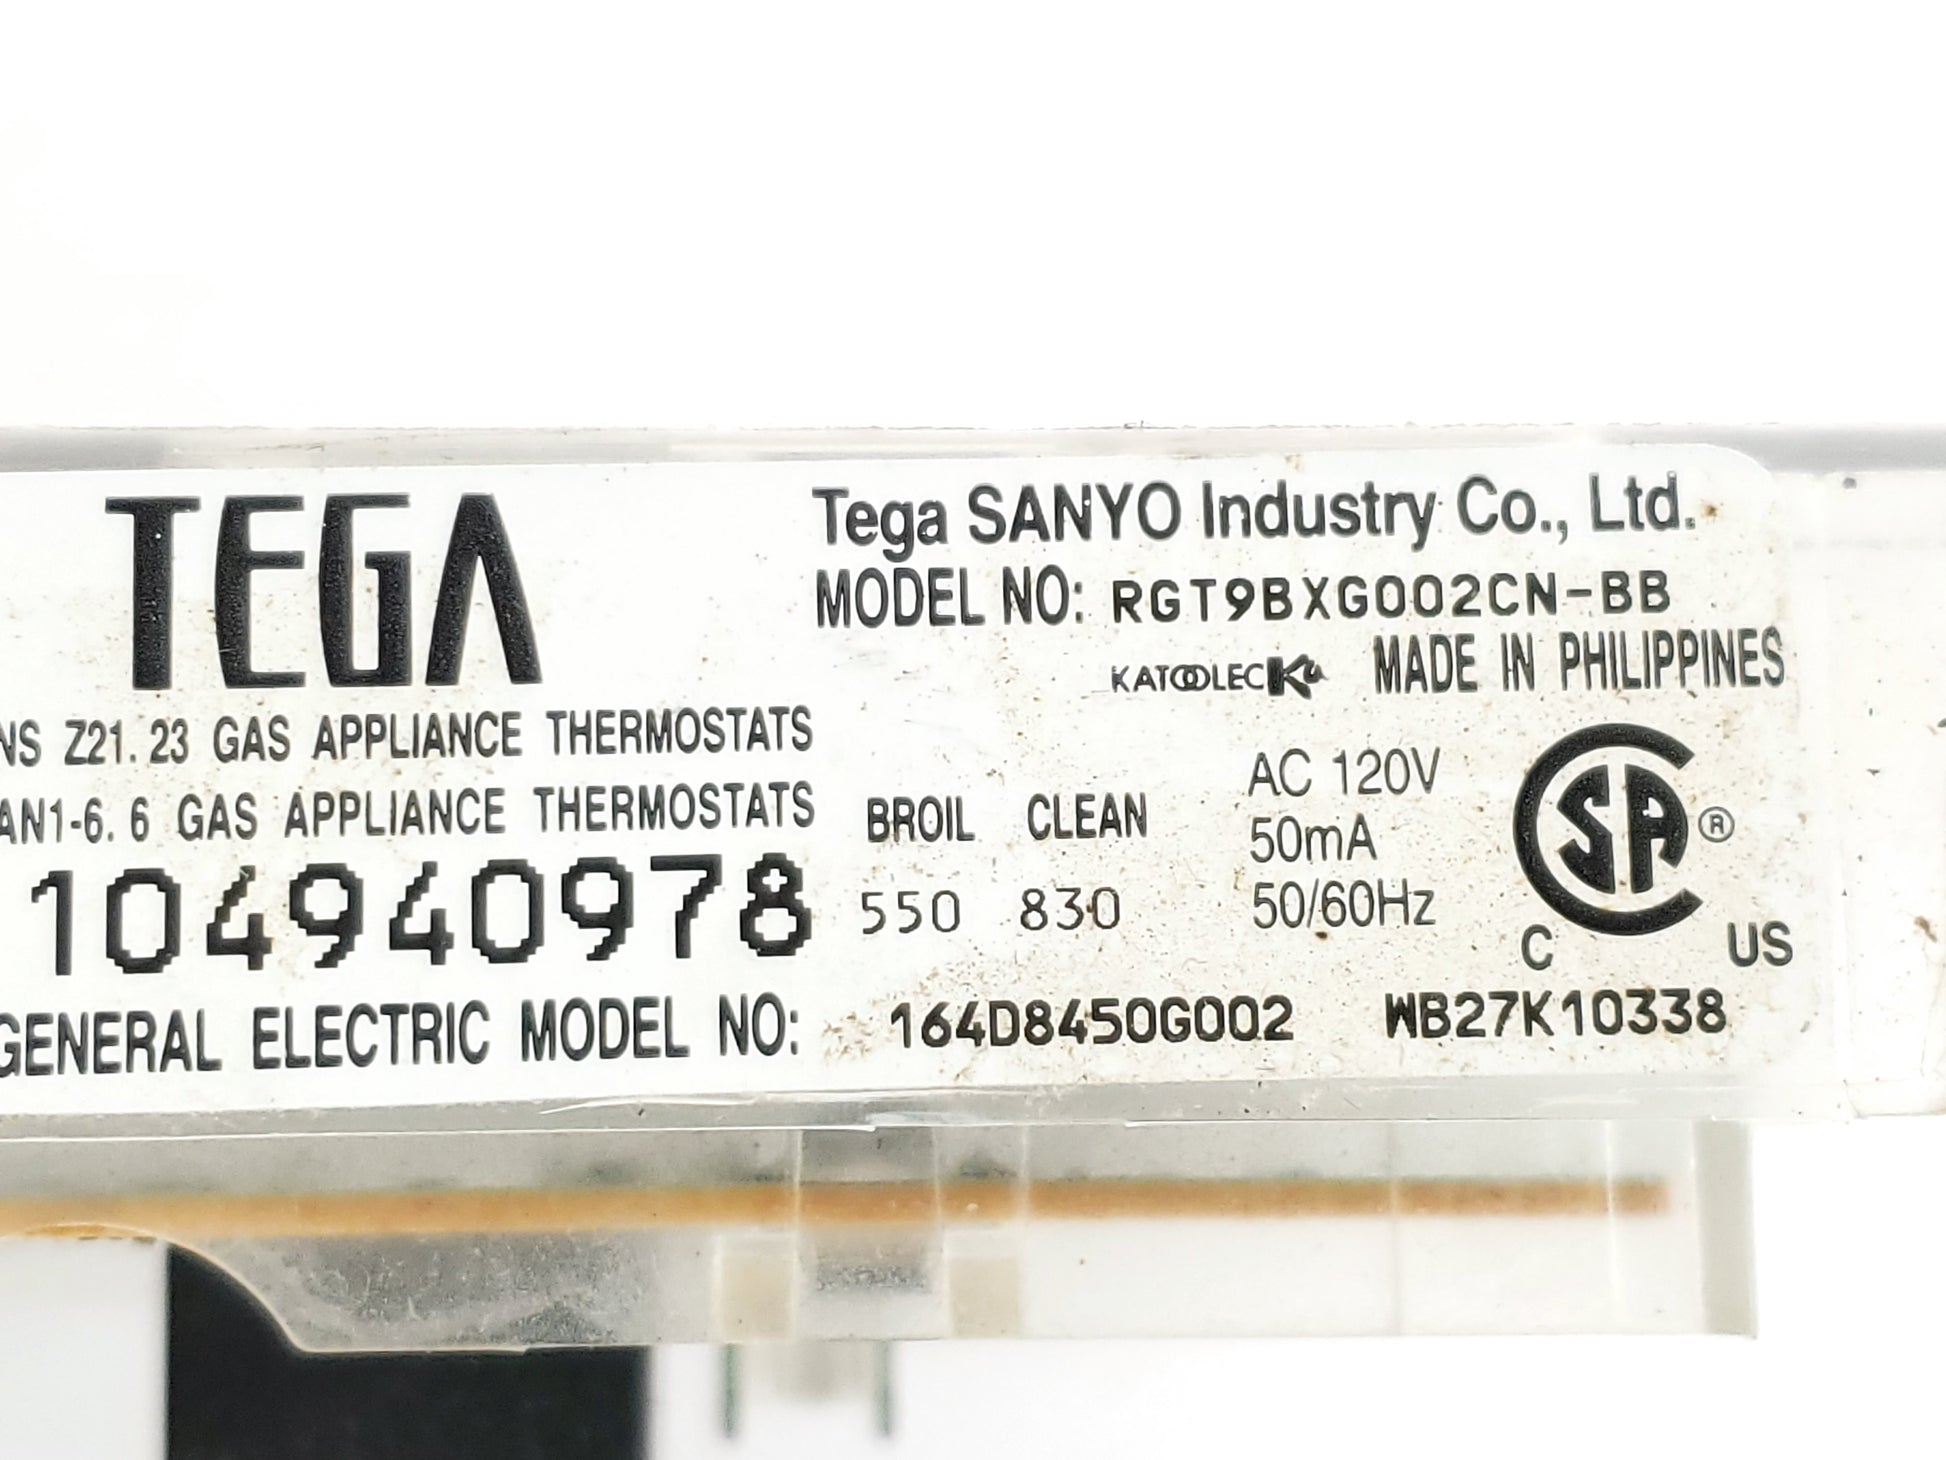 TEGA
Tega SANYO Industry Co., Ltd.
MODEL NO: RGT9BXG002CN-BB
KATOOLEC Ka MADE IN PHILIPPINES
NS Z21.23 GAS APPLIANCE THERMOSTATS
AN1-6.6 GAS APPLIANCE THERMOSTATS
104940978
BROIL CLEAN
550 830
AC 120V
50mA
50/60Hz
SA ®
C US
GENERAL ELECTRIC MODEL NO: 164D8450G002 WB27K10338